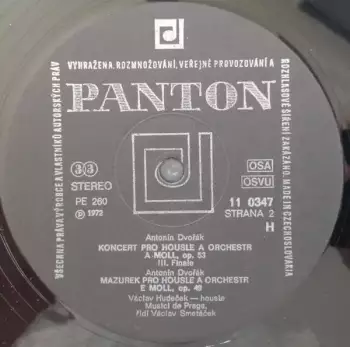 VŠECHNA PRÁVA VÝROBCE A VLASTNÍKŮ AUTORSKÝCH PRÁV
VYHRAŽENA. ROZMNOŽOVÁNÍ, VEŘEJNÉ PROVOZOVÁNÍ A
ROZHLASOVÉ ŠÍŘENÍ ZAKÁZÁNO. MADE IN CZECHOSLOVAKIA
PANTON
33
STEREO
PE 260
Ⓟ 1972
OSA
OSVU
11 0347
STRANA 2
H
Antonín Dvořák
KONCERT PRO HOUSLE A ORCHESTR
A MOLL, op. 53
III. Finale
Antonín Dvořák
MAZUREK PRO HOUSLE A ORCHESTR
E MOLL, op. 49
Václav Hudeček — housle
Musici de Praga,
řídí Václav Smetáček